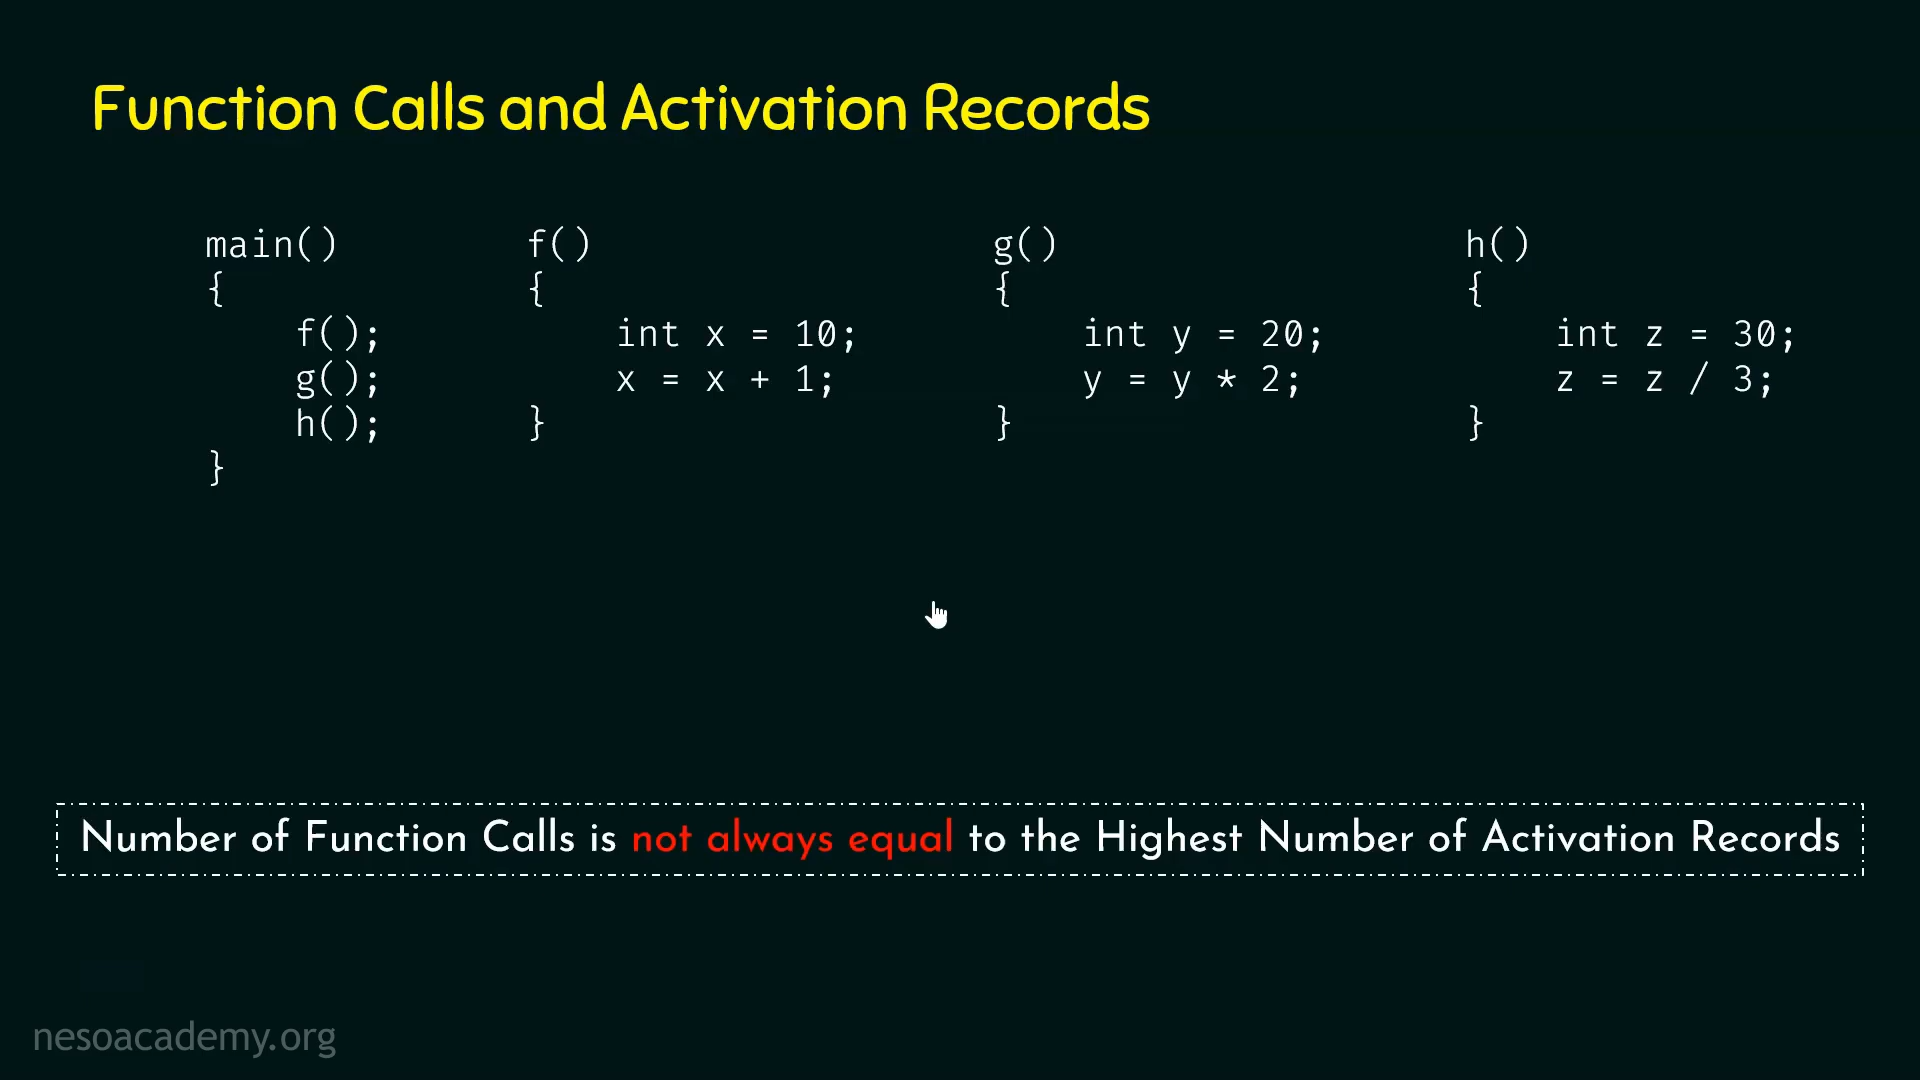 Function Calls and Activation Records
main()
{
    f();
    g();
    h();
}
f()
{
    int x = 10;
    x = x + 1;
}
g()
{
    int y = 20;
    y = y * 2;
}
h()
{
    int z = 30;
    z = z / 3;
}
Number of Function Calls is not always equal to the Highest Number of Activation Records
nesoacademy.org